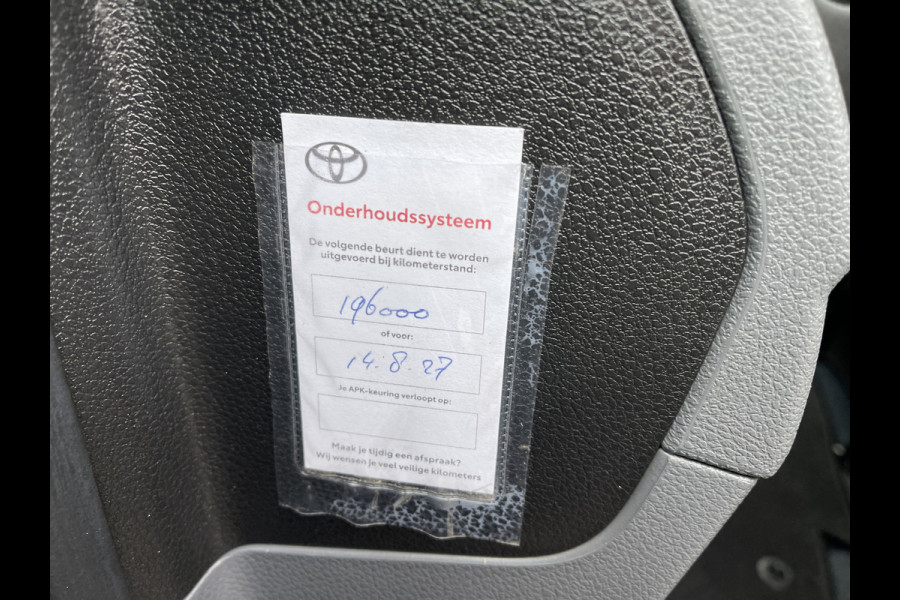 Onderhoudssysteem
De volgende beurt dient te worden
uitgevoerd bij kilometerstand:
196000
of voor:
14.8.27
Je APK-keuring verloopt op:
Maak je tijdig een afspraak?
Wij wensen je veel veilige kilometers